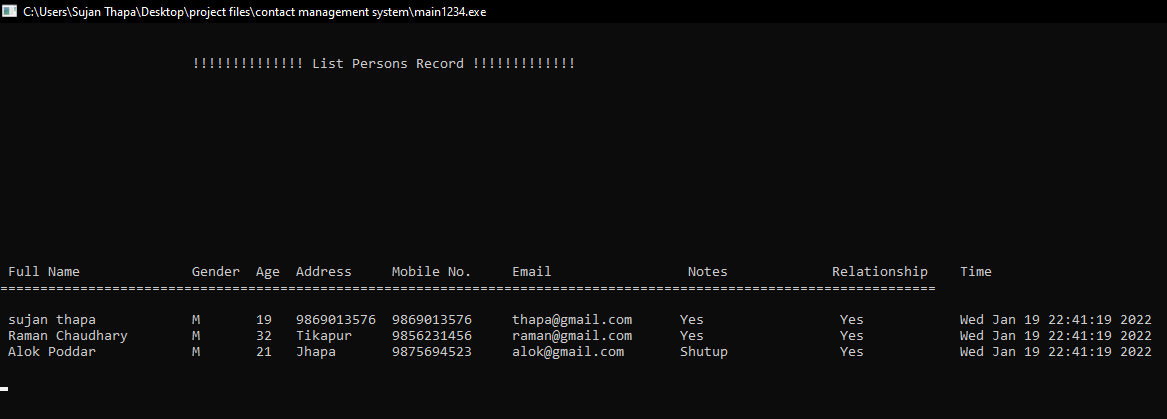 C:\Users\Sujan Thapa\Desktop\project files\contact management system\main1234.exe
!!!!!!!!!!!!!! List Persons Record !!!!!!!!!!!!!
Full Name Gender Age Address Mobile No. Email Notes Relationship Time
=====================================================================================================================
sujan thapa M 19 9869013576 9869013576 thapa@gmail.com Yes Yes Wed Jan 19 22:41:19 2022
Raman Chaudhary M 32 Tikapur 9856231456 raman@gmail.com Yes Yes Wed Jan 19 22:41:19 2022
Alok Poddar M 21 Jhapa 9875694523 alok@gmail.com Shutup Yes Wed Jan 19 22:41:19 2022